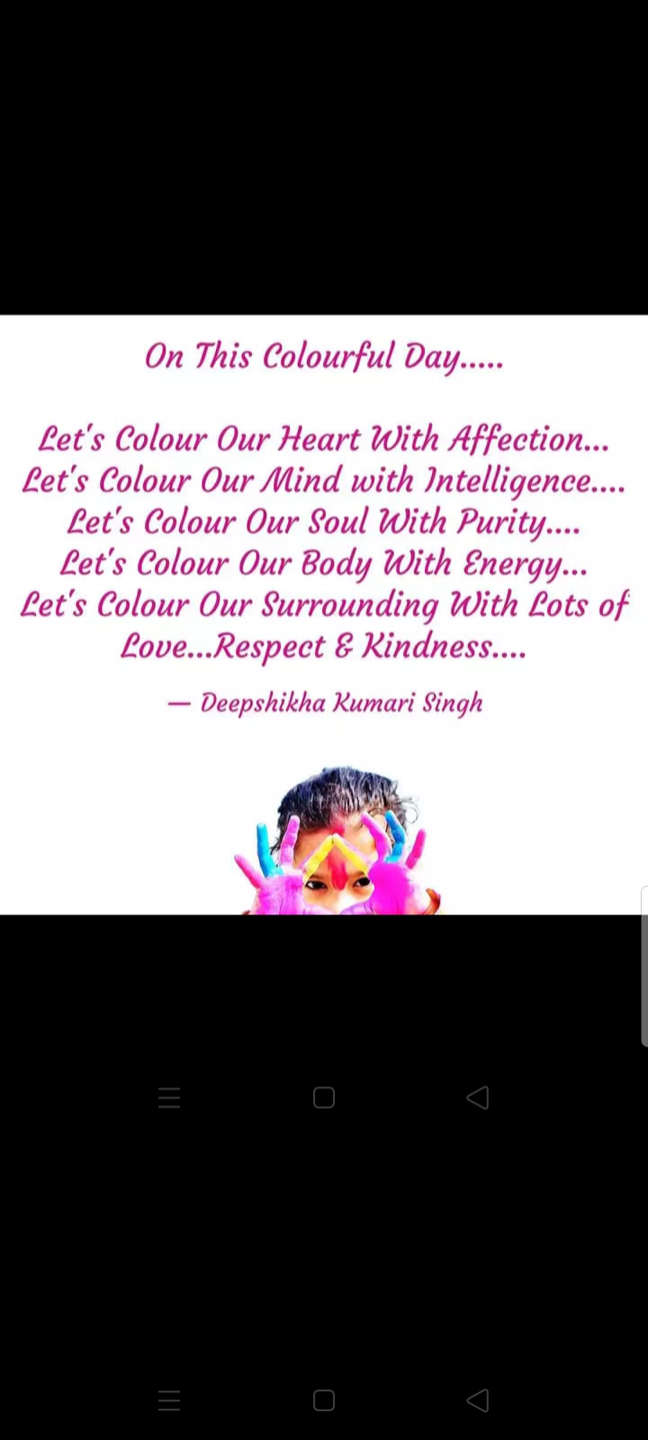 On This Colourful Day.....
Let's Colour Our Heart With Affection...
Let's Colour Our Mind with Intelligence....
Let's Colour Our Soul With Purity....
Let's Colour Our Body With Energy...
Let's Colour Our Surrounding With Lots of
Love...Respect & Kindness....
— Deepshikha Kumari Singh